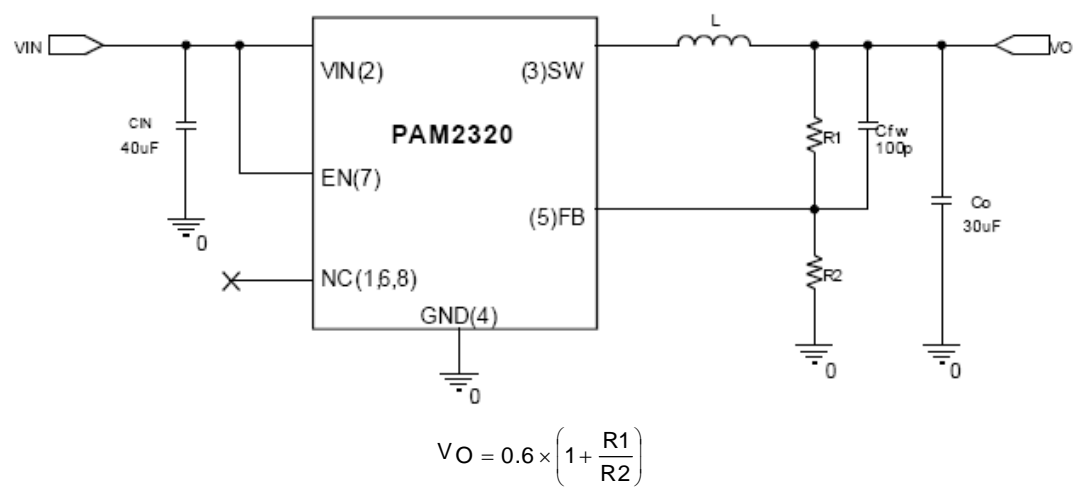 L
VIN
VO
VIN(2)
(3)SW
CIN
40uF
PAM2320
R1
Cfw
100p
EN(7)
(5)FB
Co
30uF
0
NC(1,6,8)
R2
GND(4)
0
0
0
VO = 0.6 × (1 + R1/R2)